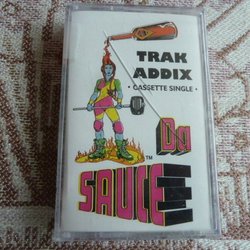 TRAK
ADDIX
• CASSETTE SINGLE •
Da
SAUCE
TM